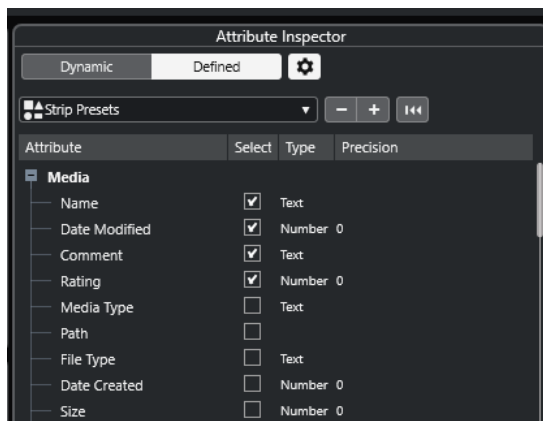 Attribute Inspector
Dynamic Defined
Strip Presets
Attribute Select Type Precision
Media
Name Text
Date Modified Number 0
Comment Text
Rating Number 0
Media Type Text
Path
File Type Text
Date Created Number 0
Size Number 0